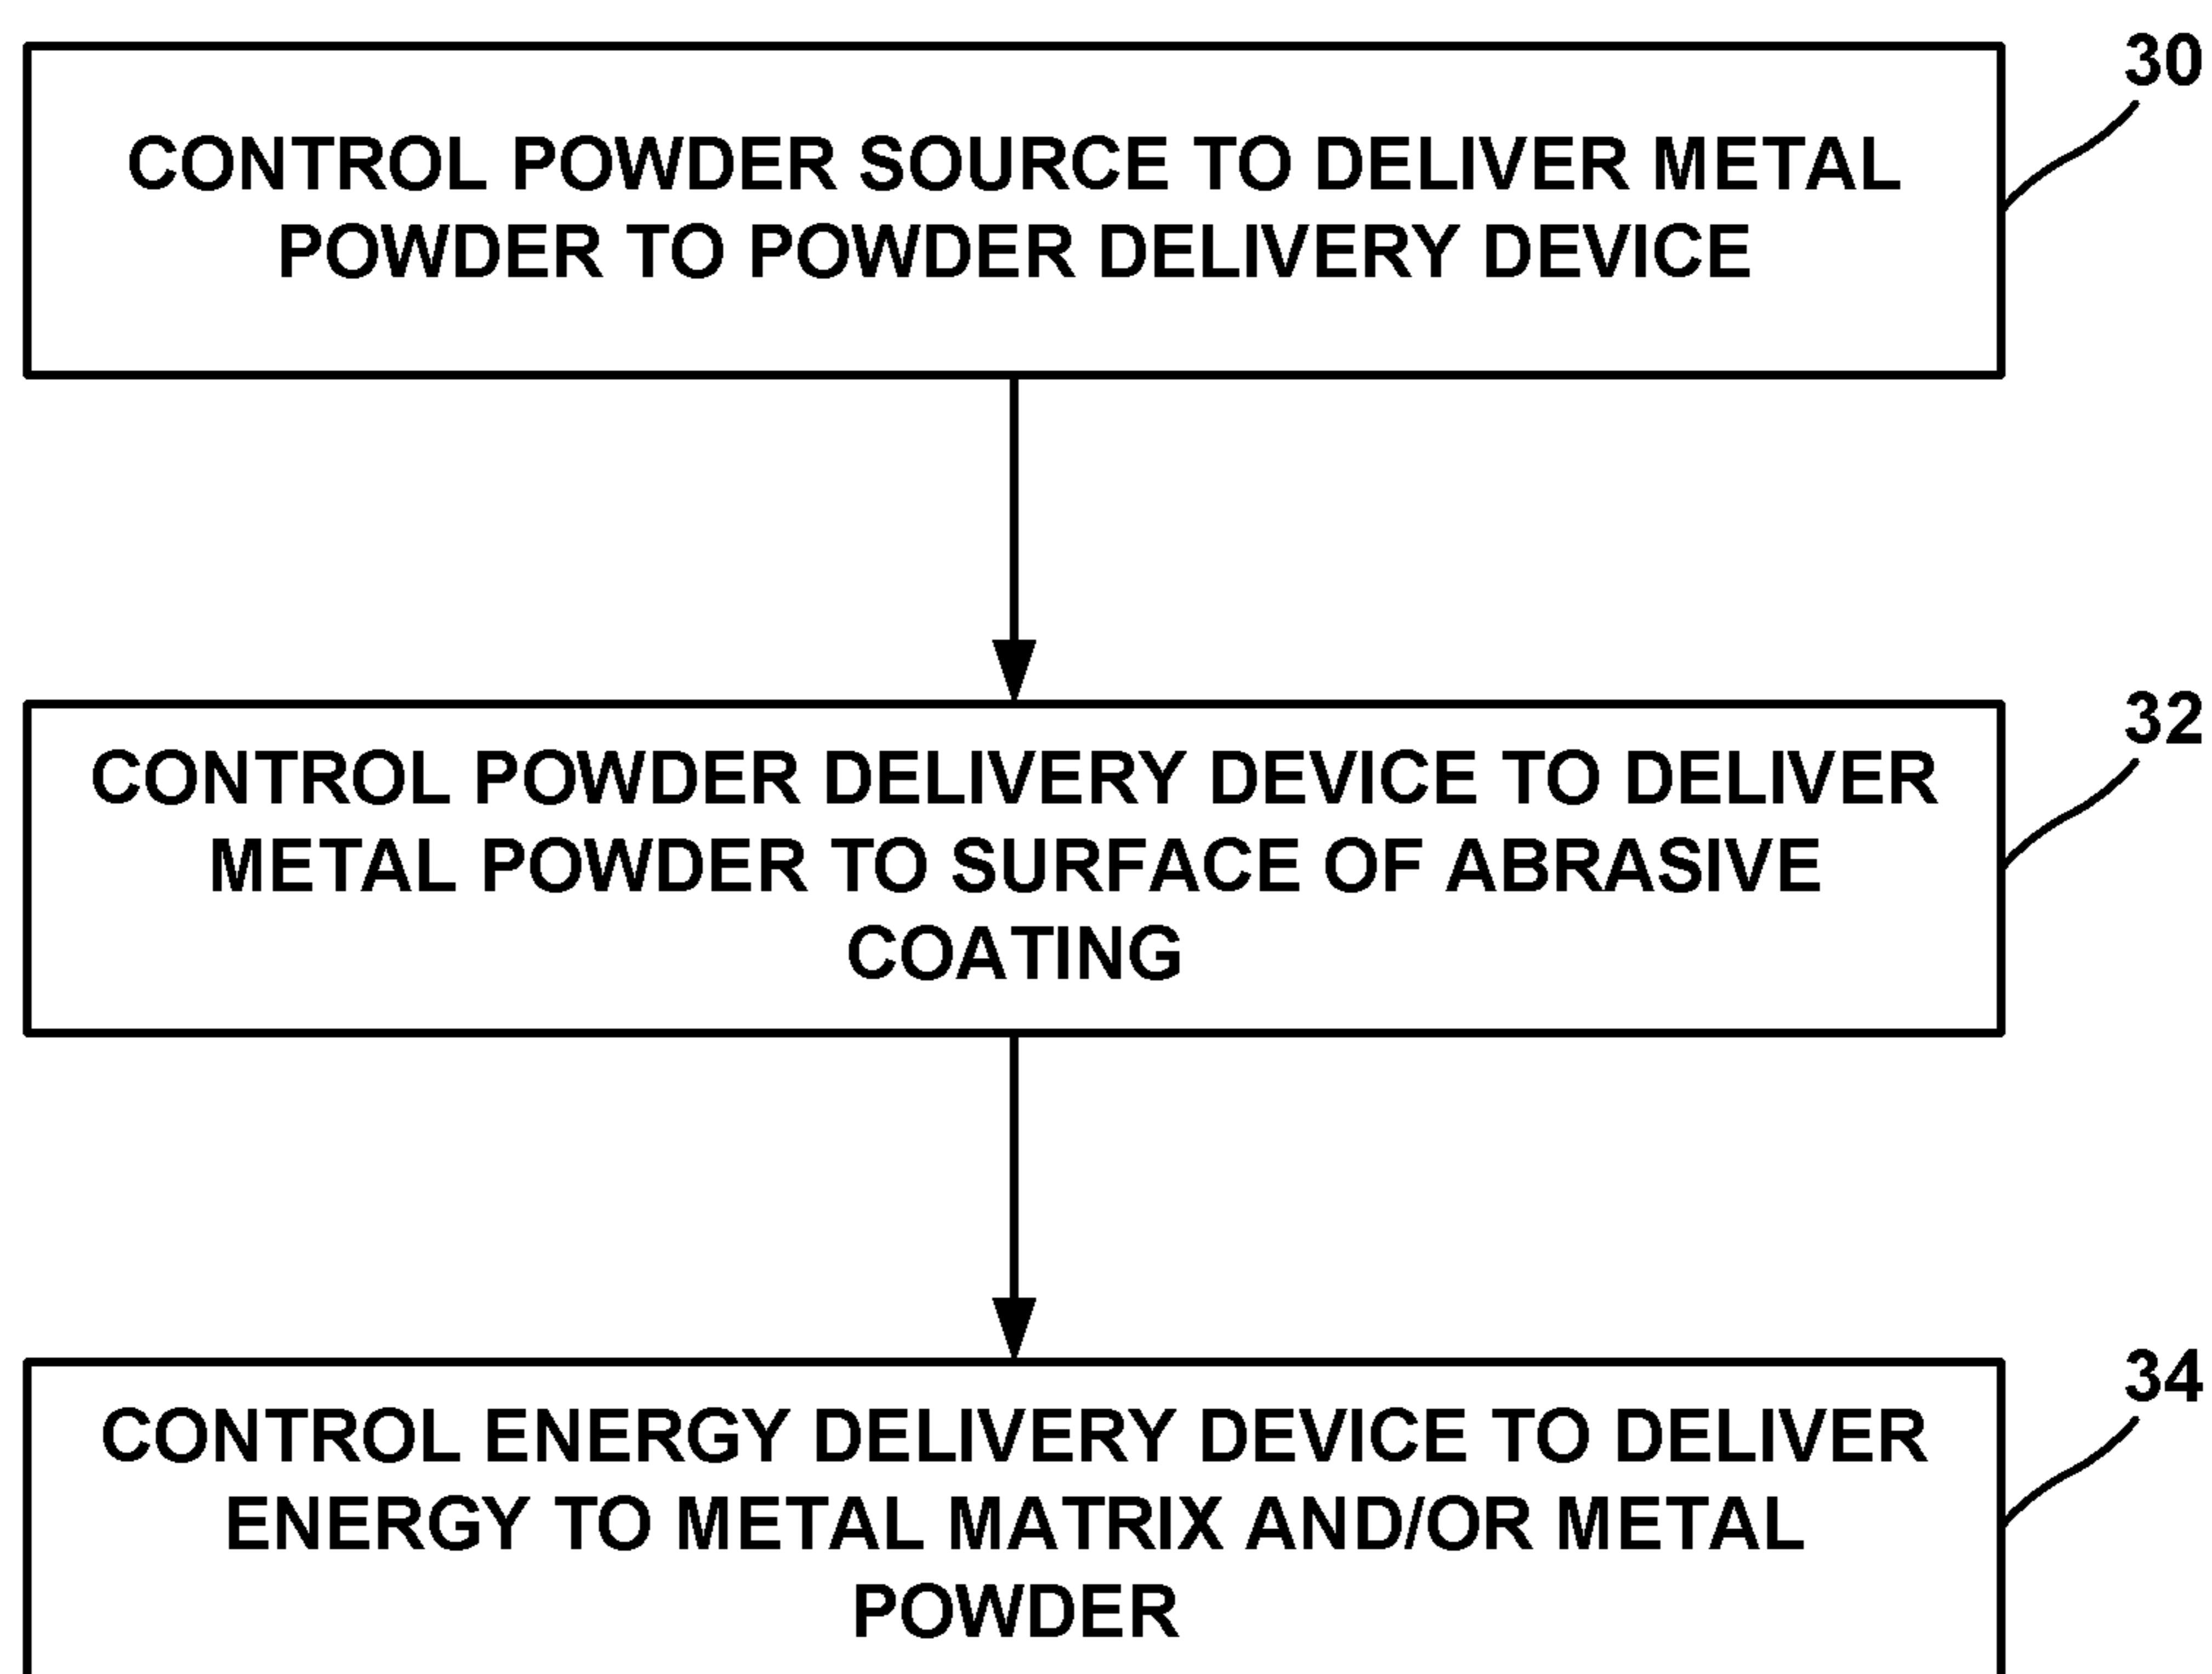 30
CONTROL POWDER SOURCE TO DELIVER METAL
POWDER TO POWDER DELIVERY DEVICE
32
CONTROL POWDER DELIVERY DEVICE TO DELIVER
METAL POWDER TO SURFACE OF ABRASIVE
COATING
34
CONTROL ENERGY DELIVERY DEVICE TO DELIVER
ENERGY TO METAL MATRIX AND/OR METAL
POWDER